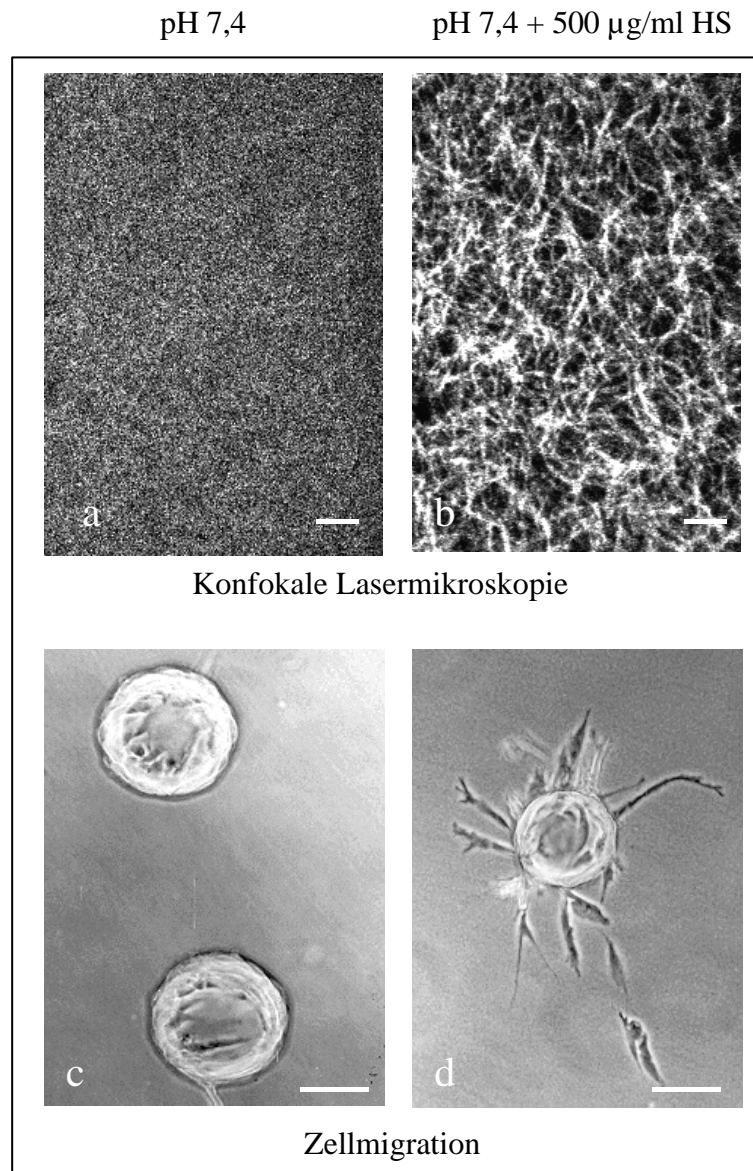 pH 7,4 pH 7,4 + 500 µg/ml HS
a b
Konfokale Lasermikroskopie
c d
Zellmigration